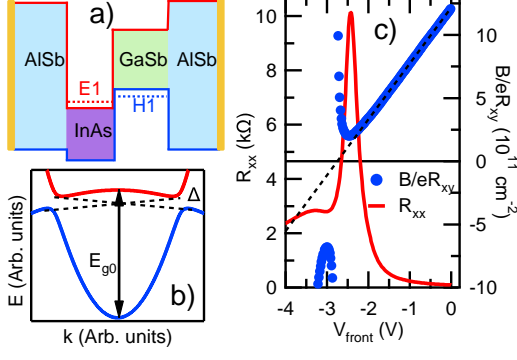 a)
AlSb
GaSb
AlSb
E1
H1
InAs
Δ
E_g0
b)
E (Arb. units)
k (Arb. units)
c)
10
8
6
4
2
0
R_xx (kΩ)
-4
-3
-2
-1
0
V_front (V)
10
5
0
-5
-10
B/eR_xy (10^11 cm^-2)
B/eR_xy
R_xx